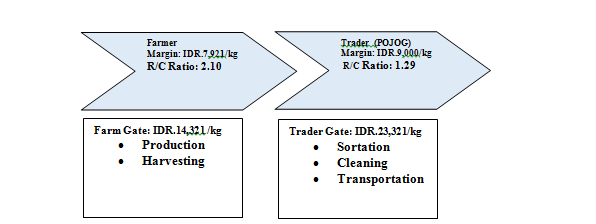 Farmer
Margin: IDR.7,921/kg
R/C Ratio: 2.10
Trader (POJOG)
Margin: IDR.9,000/kg
R/C Ratio: 1.29
Farm Gate: IDR.14,321/kg
• Production
• Harvesting
Trader Gate: IDR.23,321/kg
• Sortation
• Cleaning
• Transportation